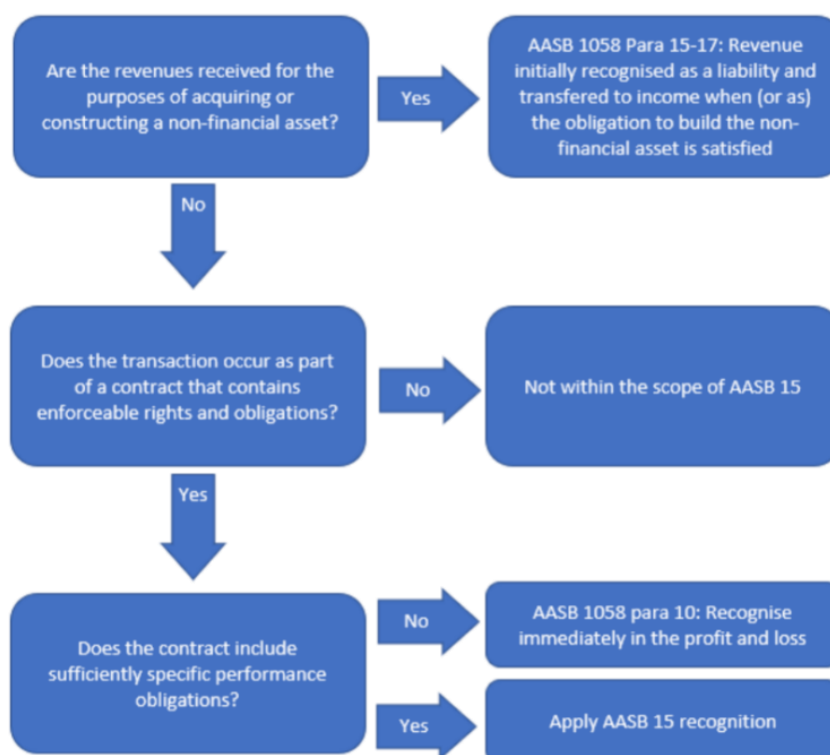 Are the revenues received for the
purposes of acquiring or
constructing a non-financial asset?
Yes
AASB 1058 Para 15-17: Revenue
initially recognised as a liability and
transfered to income when (or as)
the obligation to build the non-
financial asset is satisfied
No
Does the transaction occur as part
of a contract that contains
enforceable rights and obligations?
No
Not within the scope of AASB 15
Yes
Does the contract include
sufficiently specific performance
obligations?
No
AASB 1058 para 10: Recognise
immediately in the profit and loss
Yes
Apply AASB 15 recognition